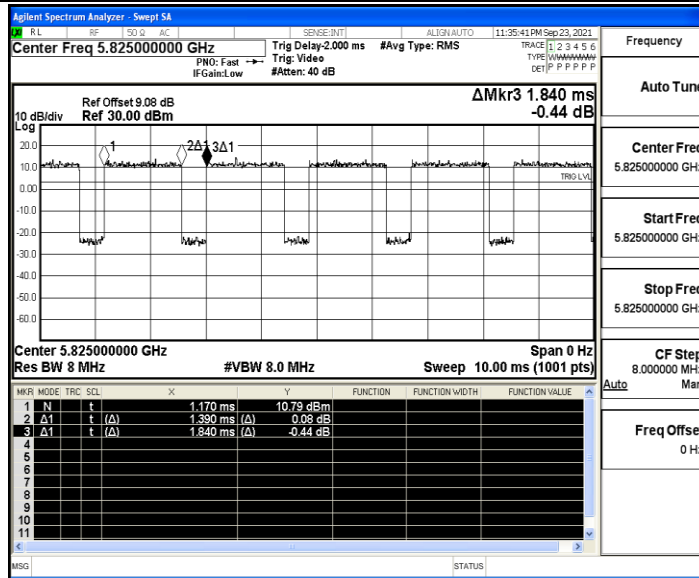 Agilent Spectrum Analyzer - Swept SA
RL RF 50 Ω AC SENSE:INT ALIGN AUTO 11:35:41 PM Sep 23, 2021
Center Freq 5.825000000 GHz
PNO: Fast
IFGain:Low
Trig Delay-2.000 ms
Trig: Video
#Atten: 40 dB
#Avg Type: RMS
TRACE 1 2 3 4 5 6
TYPE WWWWWW
DET P P P P P P
Frequency
Auto Tune
ΔMkr3 1.840 ms
-0.44 dB
Ref Offset 9.08 dB
Ref 30.00 dBm
10 dB/div
Log
20.0
10.0
0.00
-10.0
-20.0
-30.0
-40.0
-50.0
-60.0
1
2Δ1
3Δ1
TRIG LVL
Center Freq
5.825000000 GHz
Start Freq
5.825000000 GHz
Stop Freq
5.825000000 GHz
CF Step
8.000000 MHz
Auto Man
Freq Offset
0 Hz
Center 5.825000000 GHz Span 0 Hz
Res BW 8 MHz #VBW 8.0 MHz Sweep 10.00 ms (1001 pts)
MKR MODE TRC SCL X Y FUNCTION FUNCTION WIDTH FUNCTION VALUE
1 N t 1.170 ms 10.79 dBm
2 Δ1 t (Δ) 1.390 ms (Δ) 0.08 dB
3 Δ1 t (Δ) 1.840 ms (Δ) -0.44 dB
4
5
6
7
8
9
10
11
MSG STATUS